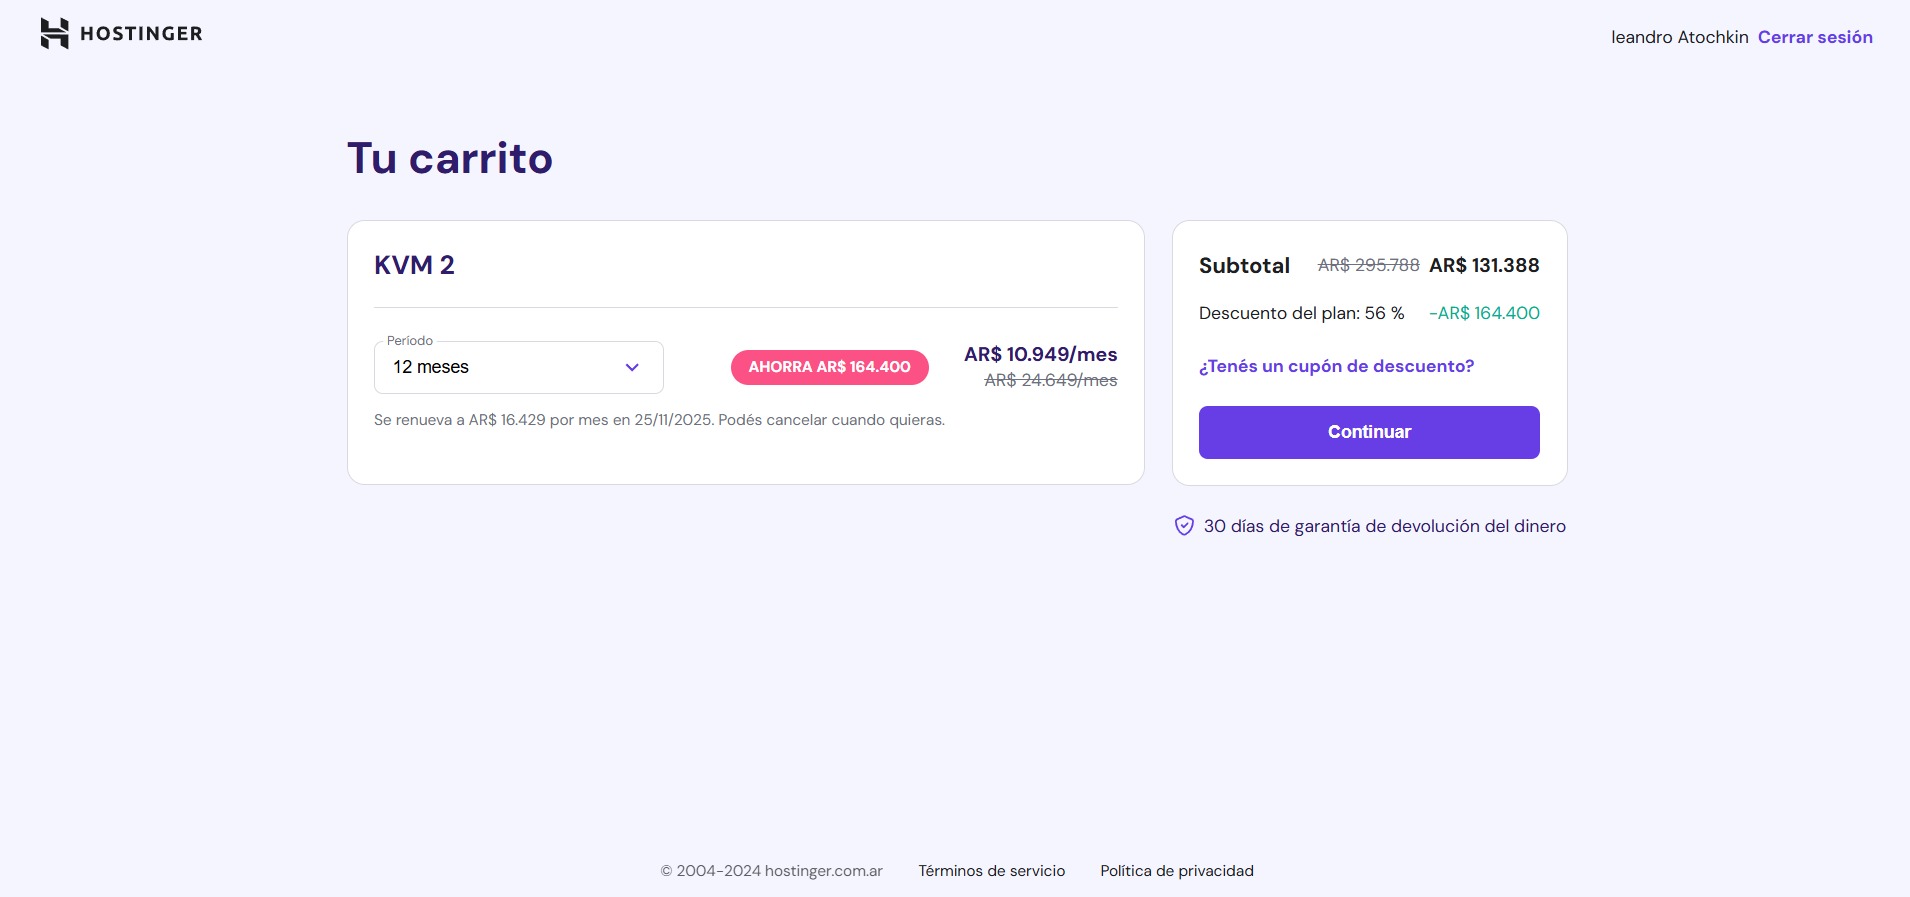 HOSTINGER
leandro Atochkin Cerrar sesión
Tu carrito
KVM 2
Período
12 meses
AHORRA AR$ 164.400
AR$ 10.949/mes
AR$ 24.649/mes
Se renueva a AR$ 16.429 por mes en 25/11/2025. Podés cancelar cuando quieras.
Subtotal AR$ 295.788 AR$ 131.388
Descuento del plan: 56 % -AR$ 164.400
¿Tenés un cupón de descuento?
Continuar
30 días de garantía de devolución del dinero
© 2004-2024 hostinger.com.ar Términos de servicio Política de privacidad